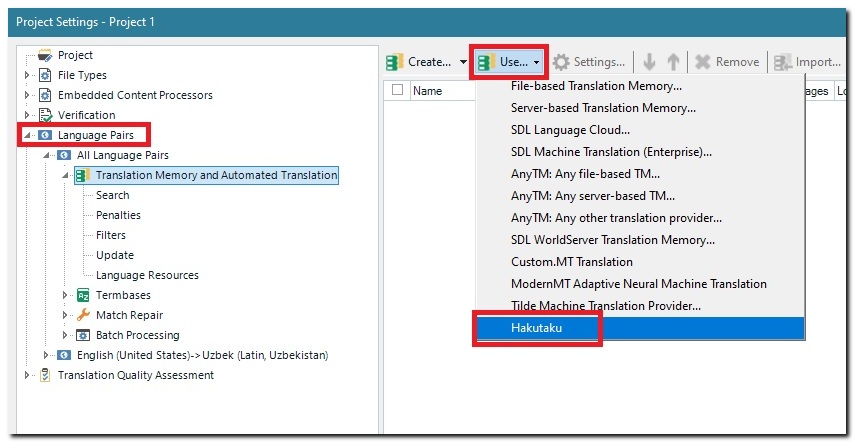 Project Settings - Project 1
Project
File Types
Embedded Content Processors
Verification
Language Pairs
All Language Pairs
Translation Memory and Automated Translation
Search
Penalties
Filters
Update
Language Resources
Termbases
Match Repair
Batch Processing
English (United States)->Uzbek (Latin, Uzbekistan)
Translation Quality Assessment
Create... Use... Settings... Remove Import...
Name
File-based Translation Memory...
Server-based Translation Memory...
SDL Language Cloud...
SDL Machine Translation (Enterprise)...
AnyTM: Any file-based TM...
AnyTM: Any server-based TM...
AnyTM: Any other translation provider...
SDL WorldServer Translation Memory...
Custom.MT Translation
ModernMT Adaptive Neural Machine Translation
Tilde Machine Translation Provider...
Hakutaku